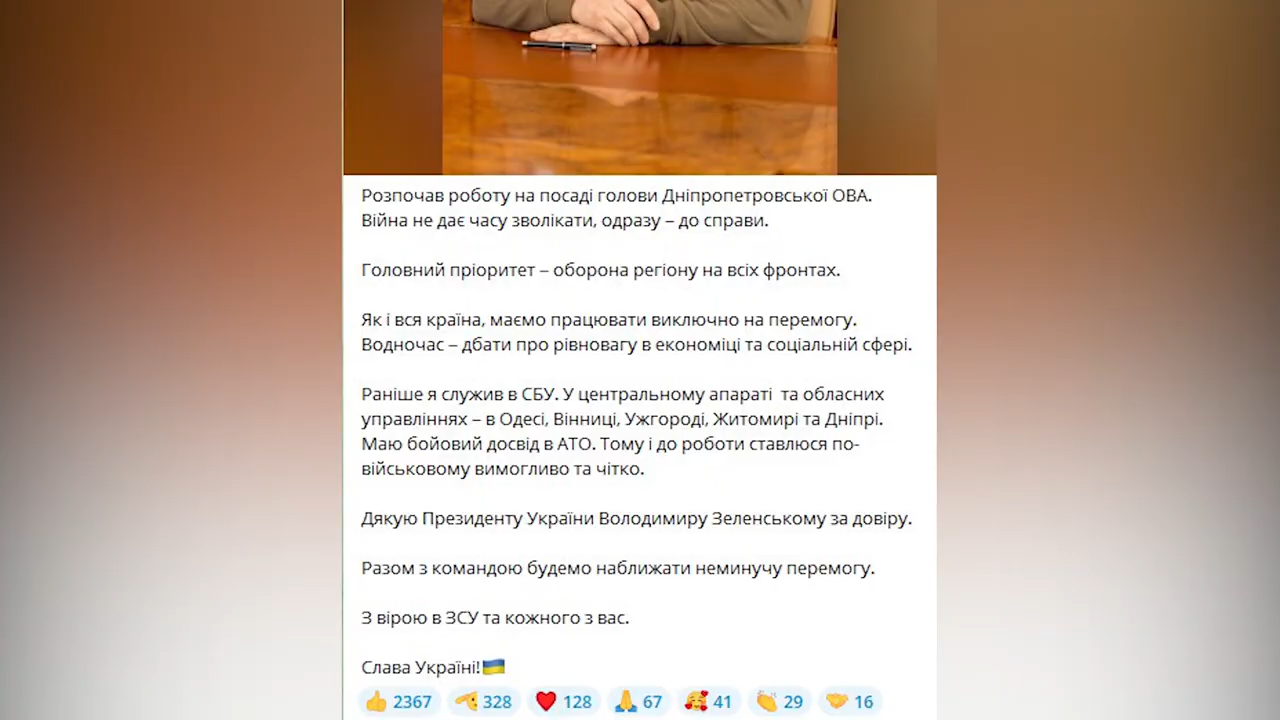 Розпочав роботу на посаді голови Дніпропетровської ОВА.
Війна не дає часу зволікати, одразу – до справи.
Головний пріоритет – оборона регіону на всіх фронтах.
Як і вся країна, маємо працювати виключно на перемогу.
Водночас – дбати про рівновагу в економіці та соціальній сфері.
Раніше я служив в СБУ. У центральному апараті та обласних
управліннях – в Одесі, Вінниці, Ужгороді, Житомирі та Дніпрі.
Маю бойовий досвід в АТО. Тому і до роботи ставлюся по-
військовому вимогливо та чітко.
Дякую Президенту України Володимиру Зеленському за довіру.
Разом з командою будемо наближати неминучу перемогу.
З вірою в ЗСУ та кожного з вас.
Слава Україні!🇺🇦
👍 2367 🫡 328 ❤️ 128 🙏 67 🥰 41 👏 29 🤝 16